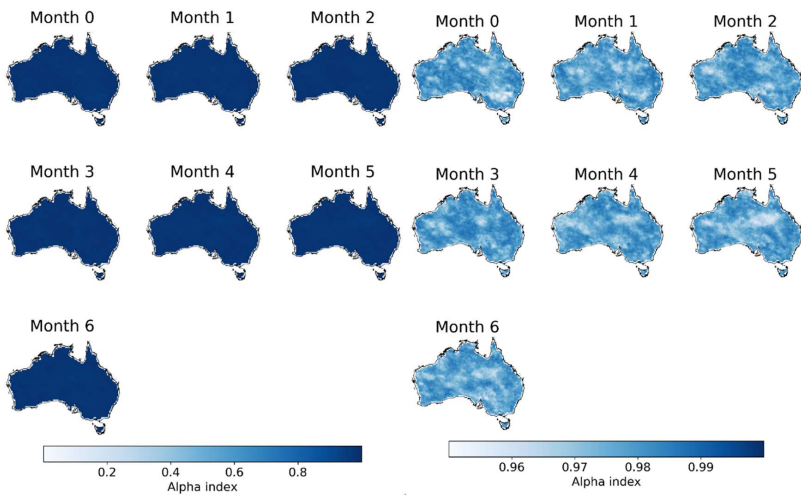 Month 0 Month 1 Month 2 Month 0 Month 1 Month 2
Month 3 Month 4 Month 5 Month 3 Month 4 Month 5
Month 6 Month 6
0.2 0.4 0.6 0.8 0.96 0.97 0.98 0.99
Alpha index Alpha index